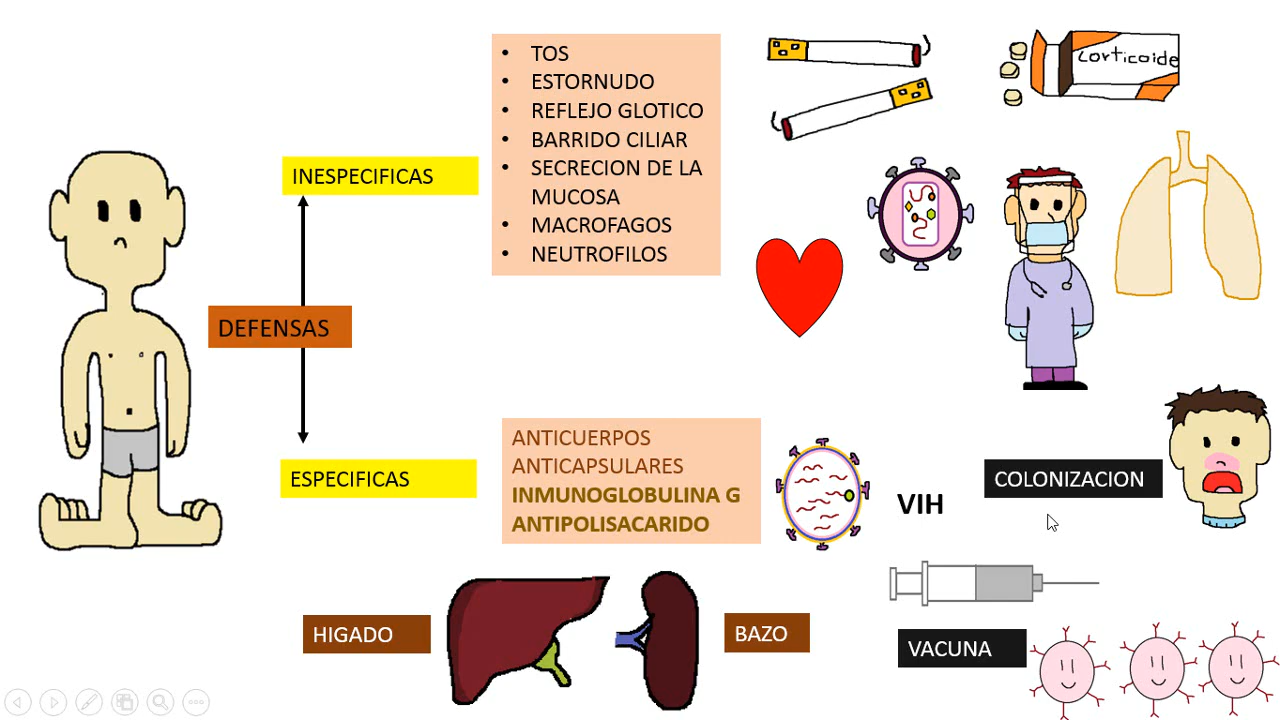 • TOS
• ESTORNUDO
• REFLEJO GLOTICO
• BARRIDO CILIAR
• SECRECION DE LA
MUCOSA
• MACROFAGOS
• NEUTROFILOS
Corticoide
INESPECIFICAS
DEFENSAS
ESPECIFICAS
ANTICUERPOS
ANTICAPSULARES
INMUNOGLOBULINA G
ANTIPOLISACARIDO
VIH
COLONIZACION
HIGADO
BAZO
VACUNA